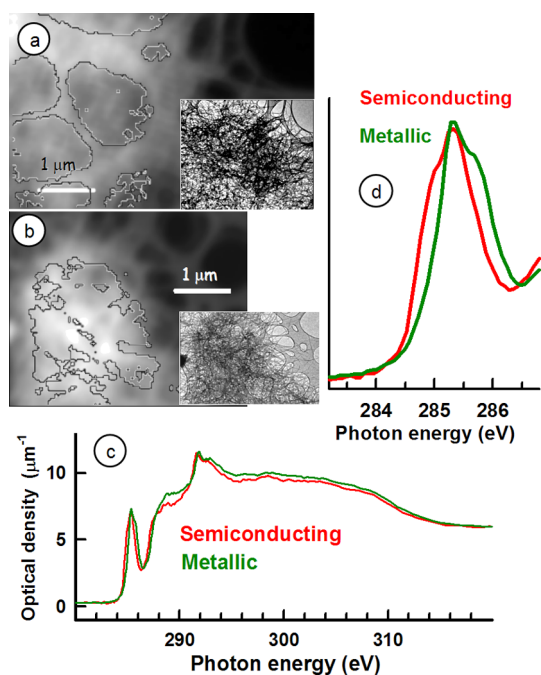 a
1 µm
b
1 µm
Semiconducting
Metallic
d
284 285 286
Photon energy (eV)
c
Optical density (µm⁻¹)
10
5
0
Semiconducting
Metallic
290 300 310
Photon energy (eV)